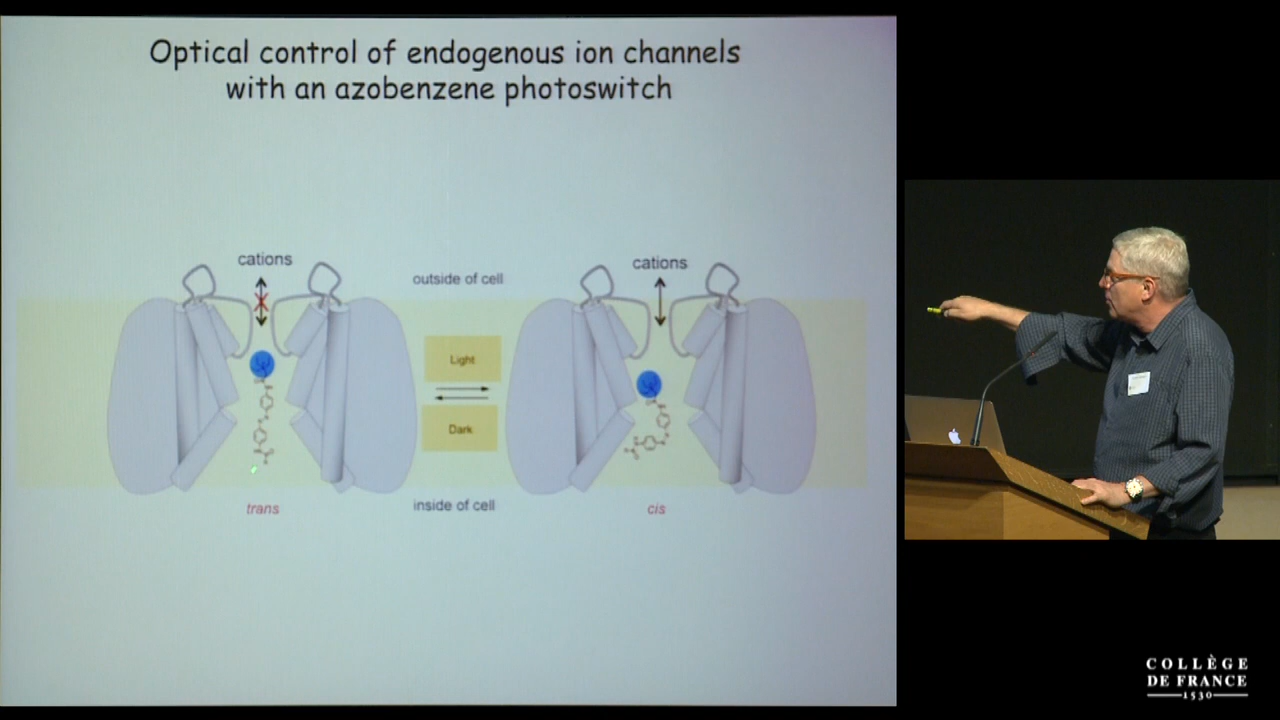 Optical control of endogenous ion channels
with an azobenzene photoswitch
cations
outside of cell
cations
Light
Dark
trans
inside of cell
cis
COLLÈGE
DE FRANCE
1530